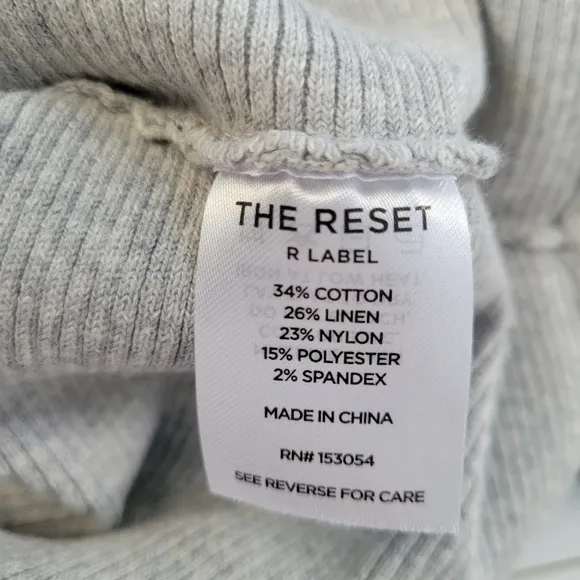 THE RESET
R LABEL
34% COTTON
26% LINEN
23% NYLON
15% POLYESTER
2% SPANDEX
MADE IN CHINA
RN# 153054
SEE REVERSE FOR CARE